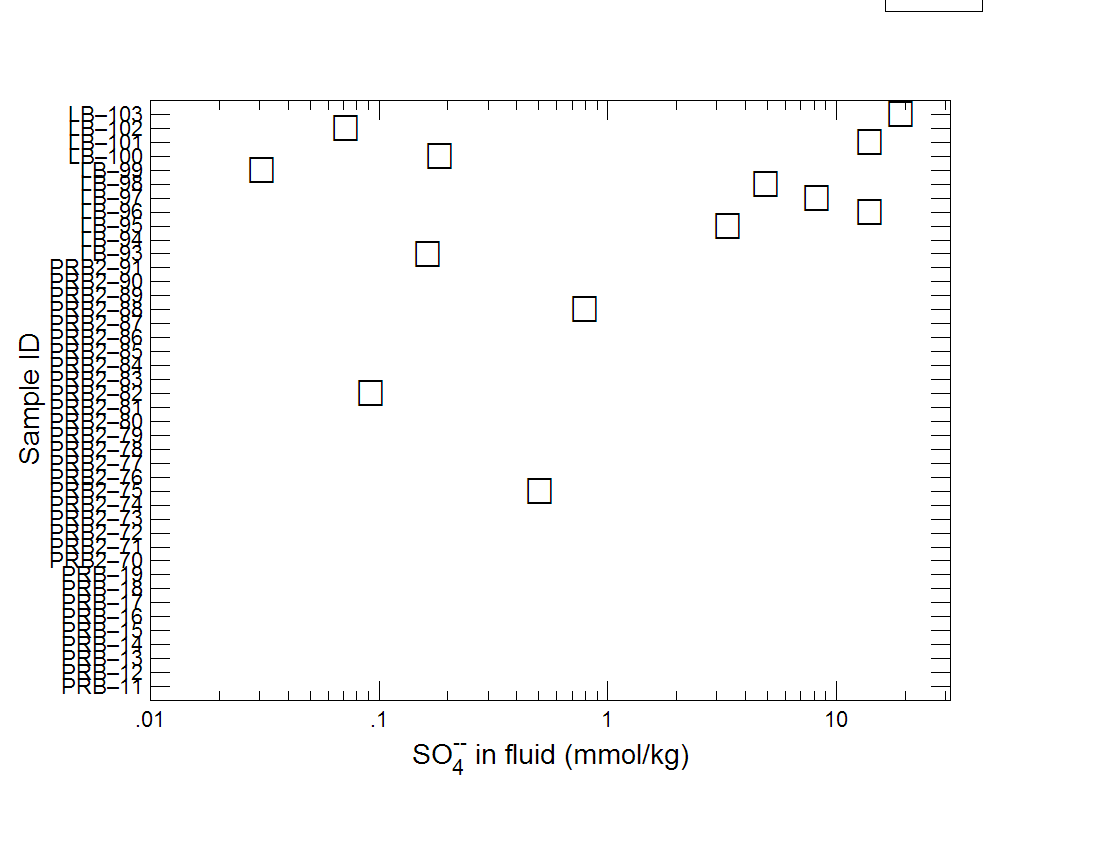 LB–103
LB–102
LB–101
LB–100
LB–99
LB–98
LB–97
LB–96
LB–95
LB–94
LB–93
PRB2–91
PRB2–90
PRB2–89
PRB2–88
PRB2–87
PRB2–86
PRB2–85
PRB2–84
PRB2–83
PRB2–82
PRB2–81
PRB2–80
PRB2–79
PRB2–78
PRB2–77
PRB2–76
PRB2–75
PRB2–74
PRB2–73
PRB2–72
PRB2–71
PRB2–70
PRB–19
PRB–18
PRB–17
PRB–16
PRB–15
PRB–14
PRB–13
PRB–12
PRB–11
Sample ID
.01 .1 1 10
SO₄⁻⁻ in fluid (mmol/kg)